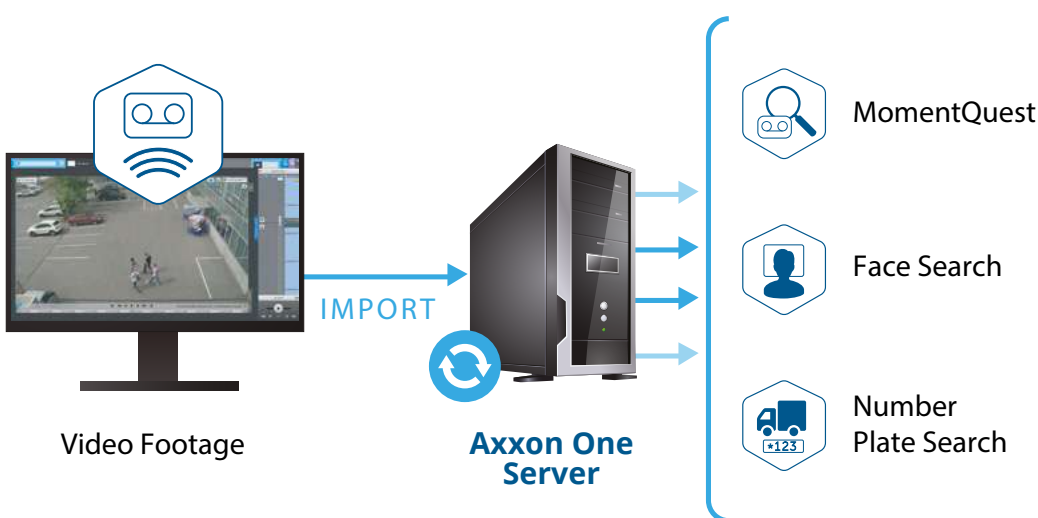 MomentQuest
Face Search
IMPORT
*123
Number
Plate Search
Video Footage
Axxon One
Server